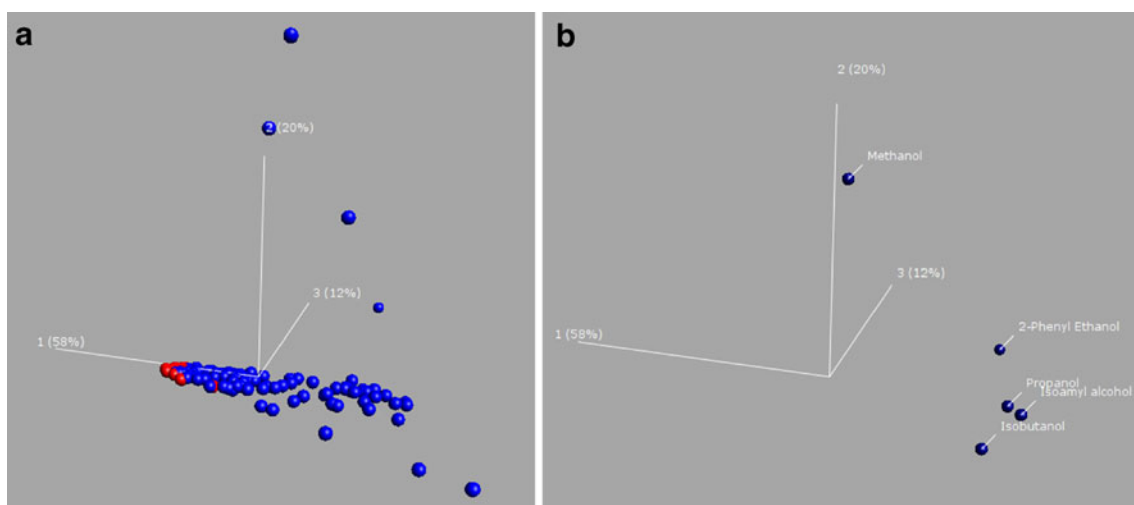 a
2 (20%)
3 (12%)
1 (58%)
b
2 (20%)
Methanol
3 (12%)
1 (58%)
2-Phenyl Ethanol
Propanol
Isoamyl alcohol
Isobutanol